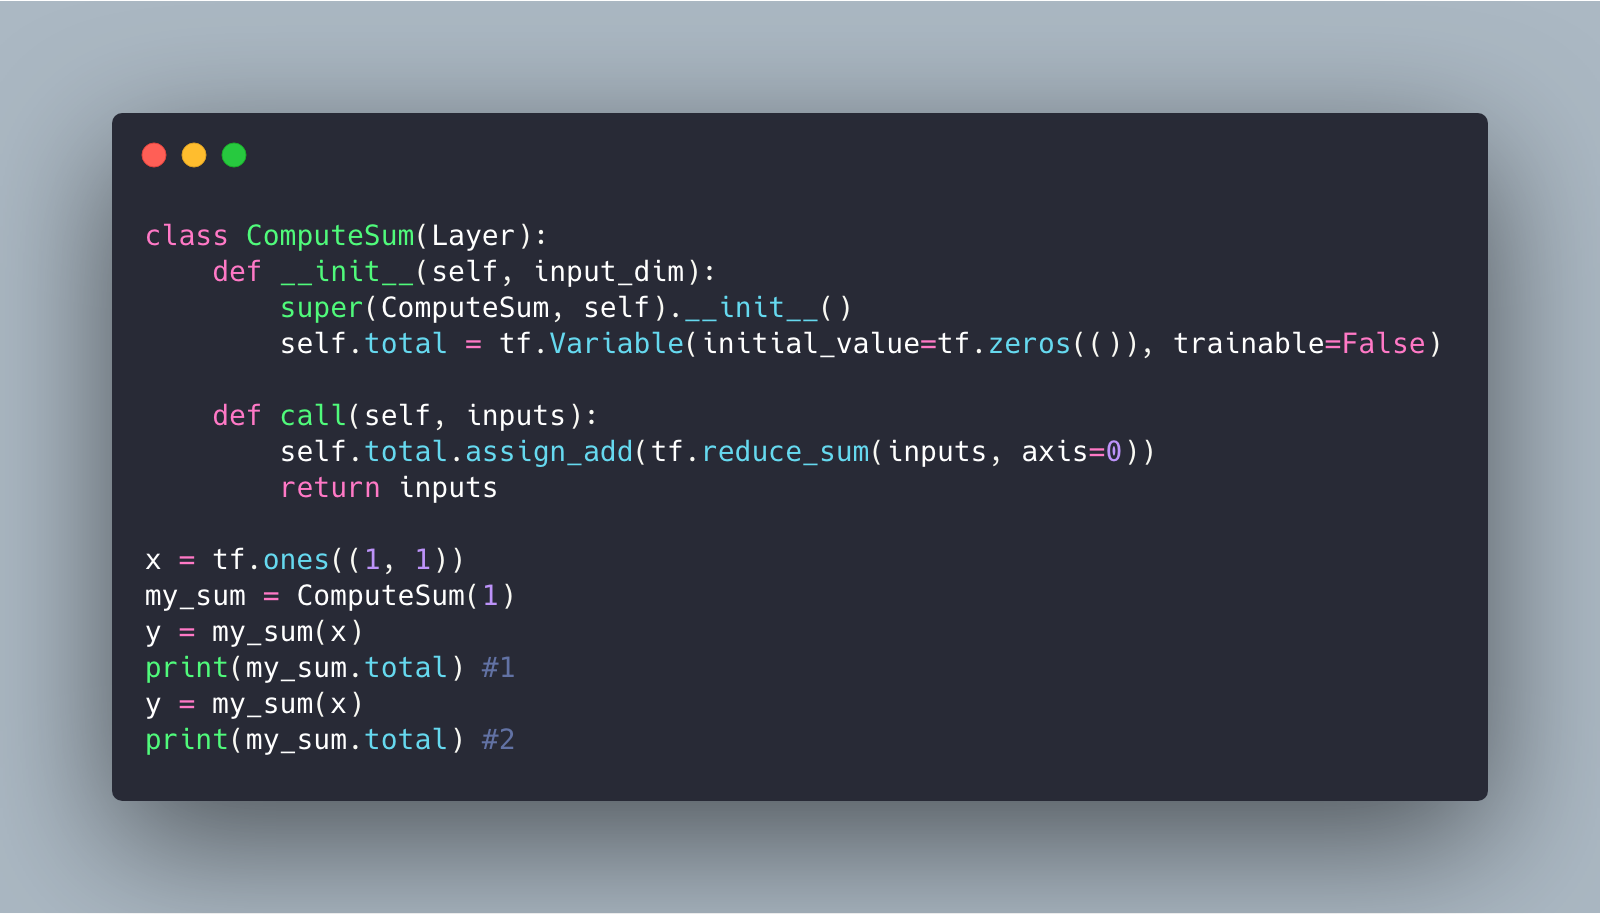 class ComputeSum(Layer):
    def __init__(self, input_dim):
        super(ComputeSum, self).__init__()
        self.total = tf.Variable(initial_value=tf.zeros(()), trainable=False)

    def call(self, inputs):
        self.total.assign_add(tf.reduce_sum(inputs, axis=0))
        return inputs

x = tf.ones((1, 1))
my_sum = ComputeSum(1)
y = my_sum(x)
print(my_sum.total) #1
y = my_sum(x)
print(my_sum.total) #2